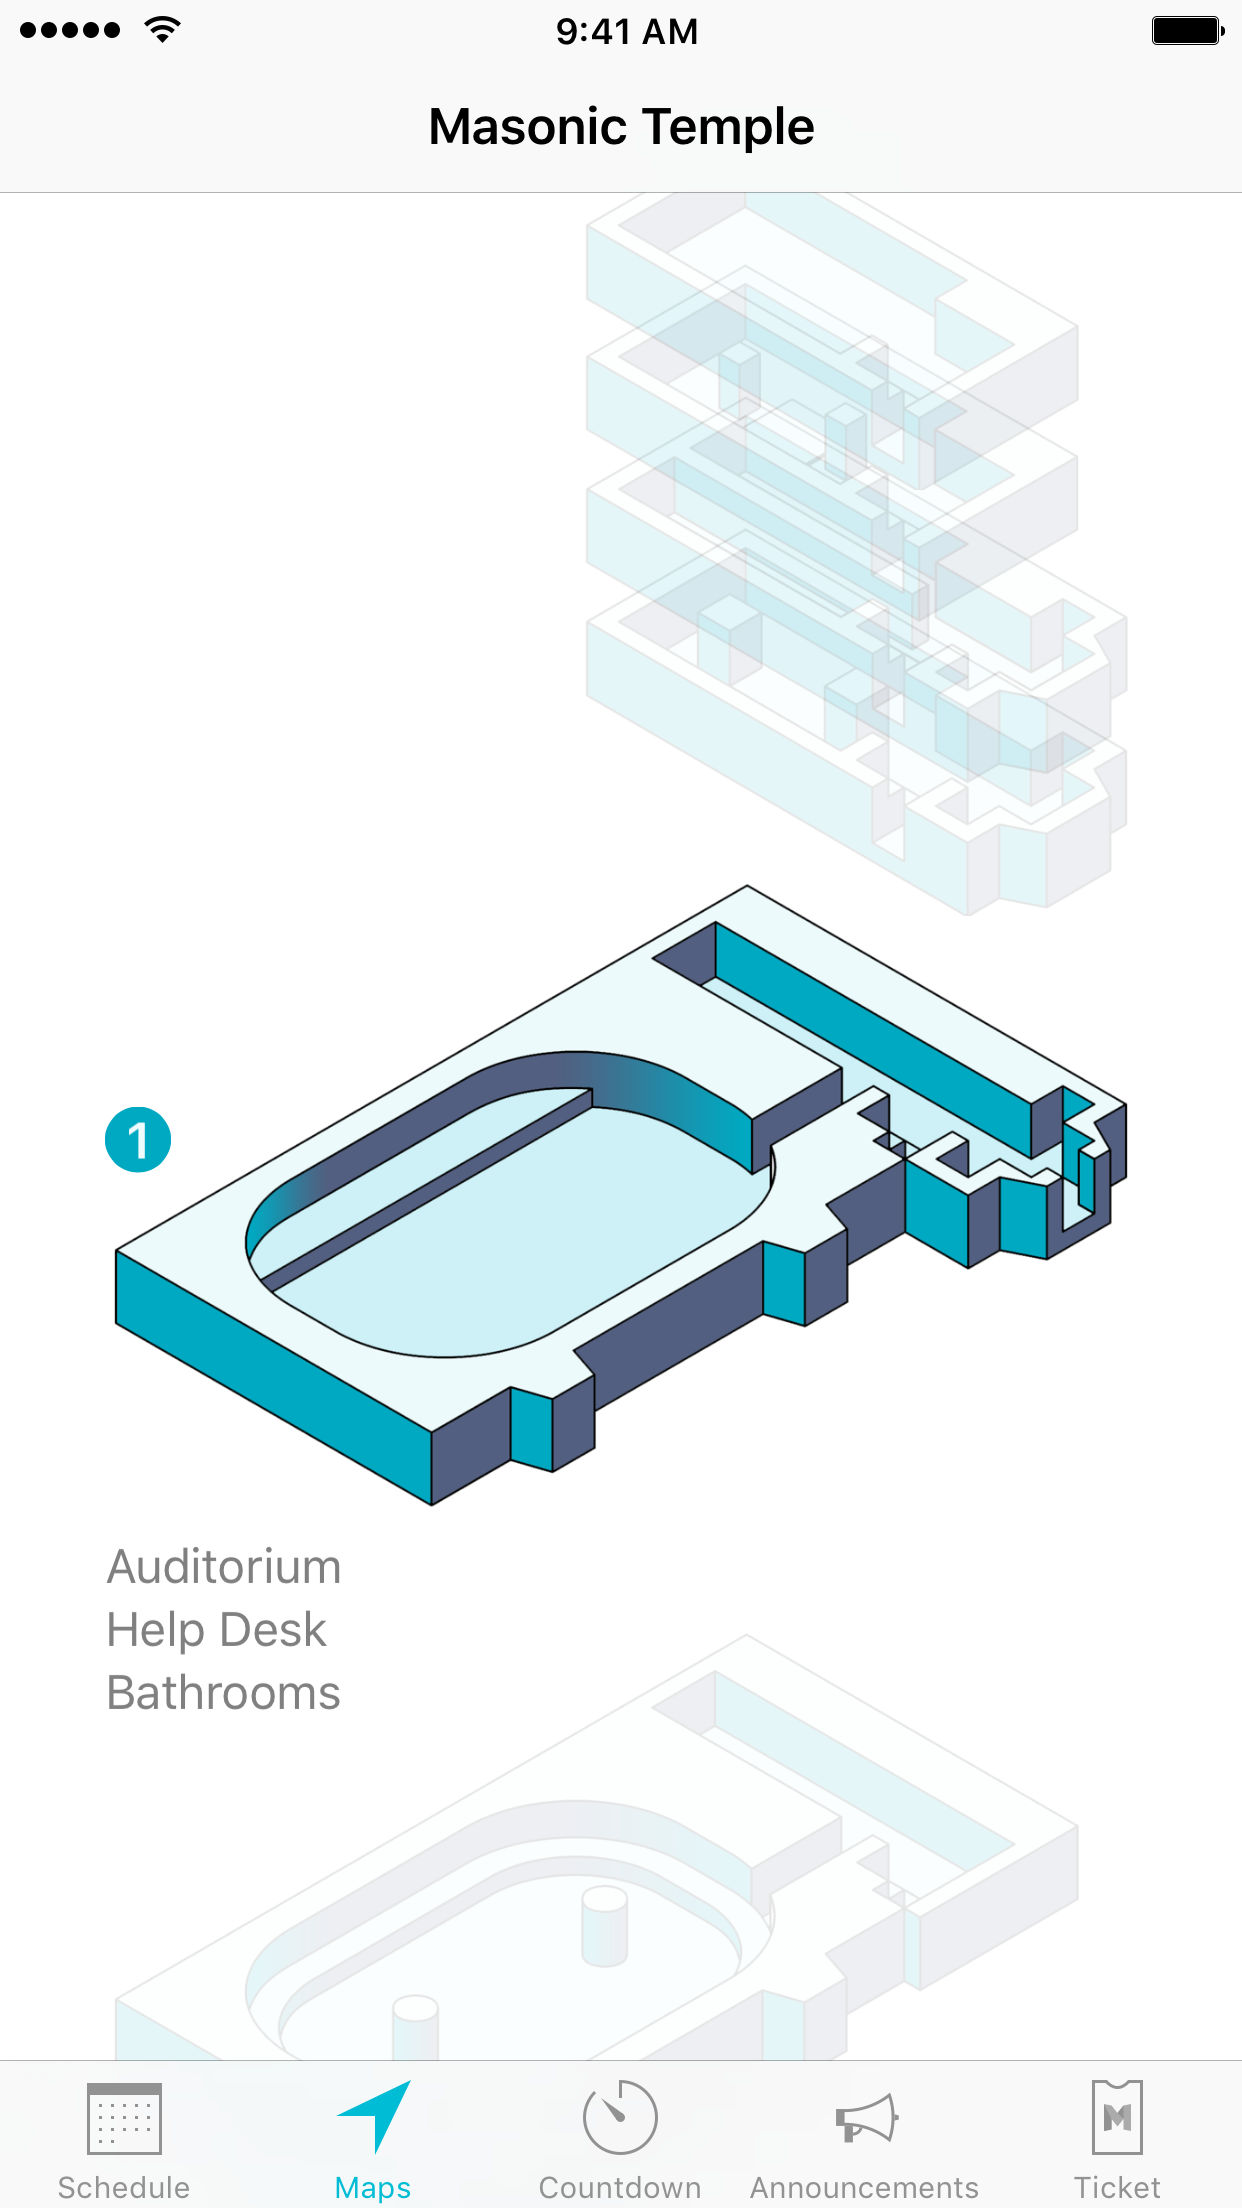 9:41 AM
Masonic Temple
1
Auditorium
Help Desk
Bathrooms
M
Schedule
Maps
Countdown
Announcements
Ticket